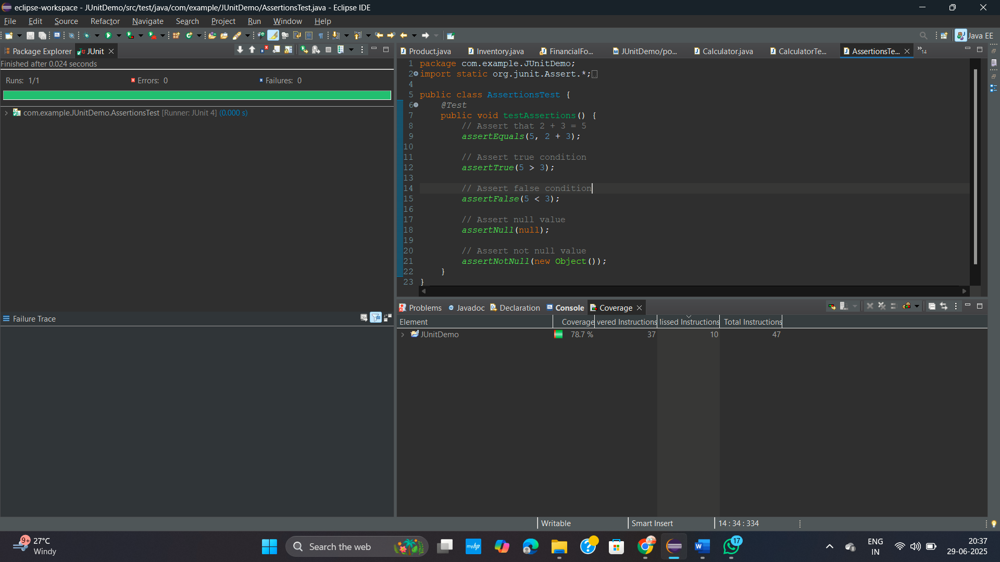 eclipse-workspace - JUnitDemo/src/test/java/com/example/JUnitDemo/AssertionsTest.java - Eclipse IDE
File Edit Source Refactor Navigate Search Project Run Window Help
Java EE
Package Explorer JUnit
Finished after 0.024 seconds
Runs: 1/1 Errors: 0 Failures: 0
com.example.JUnitDemo.AssertionsTest [Runner: JUnit 4] (0.000 s)
Failure Trace
Product.java Inventory.java FinancialFo... JUnitDemo/po... Calculator.java CalculatorTe... AssertionsTe... »14
1 package com.example.JUnitDemo;
2 import static org.junit.Assert.*;
4
5 public class AssertionsTest {
6 @Test
7 public void testAssertions() {
8 // Assert that 2 + 3 = 5
9 assertEquals(5, 2 + 3);
10
11 // Assert true condition
12 assertTrue(5 > 3);
13
14 // Assert false condition
15 assertFalse(5 < 3);
16
17 // Assert null value
18 assertNull(null);
19
20 // Assert not null value
21 assertNotNull(new Object());
22 }
23 }
Problems Javadoc Declaration Console Coverage
Element Coverage vered Instructions lissed Instructions Total Instructions
JUnitDemo 78.7 % 37 10 47
Writable Smart Insert 14 : 34 : 334
9+ 27°C
Windy
Search the web
myhp
17
ENG
IN
20:37
29-06-2025